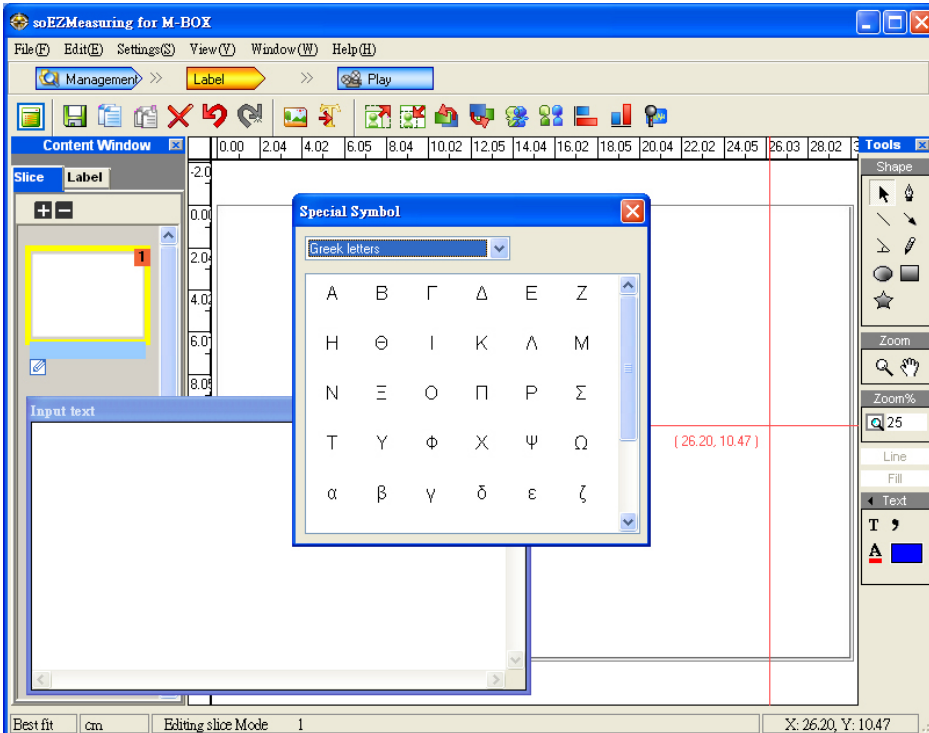 soEZMeasuring for M-BOX
File(F) Edit(E) Settings(S) View(V) Window(W) Help(H)
Management Label Play
Content Window
Slice Label
1
0.00 2.04 4.02 6.05 8.04 10.02 12.05 14.04 16.02 18.05 20.04 22.02 24.05 26.03 28.02
-2.0
0.00
2.04
4.02
6.0
8.05
Special Symbol
Greek letters
Α Β Γ Δ Ε Ζ
Η Θ Ι Κ Λ Μ
Ν Ξ Ο Π Ρ Σ
Τ Υ Φ Χ Ψ Ω
α β γ δ ε ζ
Input text
( 26.20, 10.47 )
Tools
Shape
Zoom
Zoom%
25
Line
Fill
Text
T ,
A
Best fit cm Editing slice Mode 1 X: 26.20, Y: 10.47